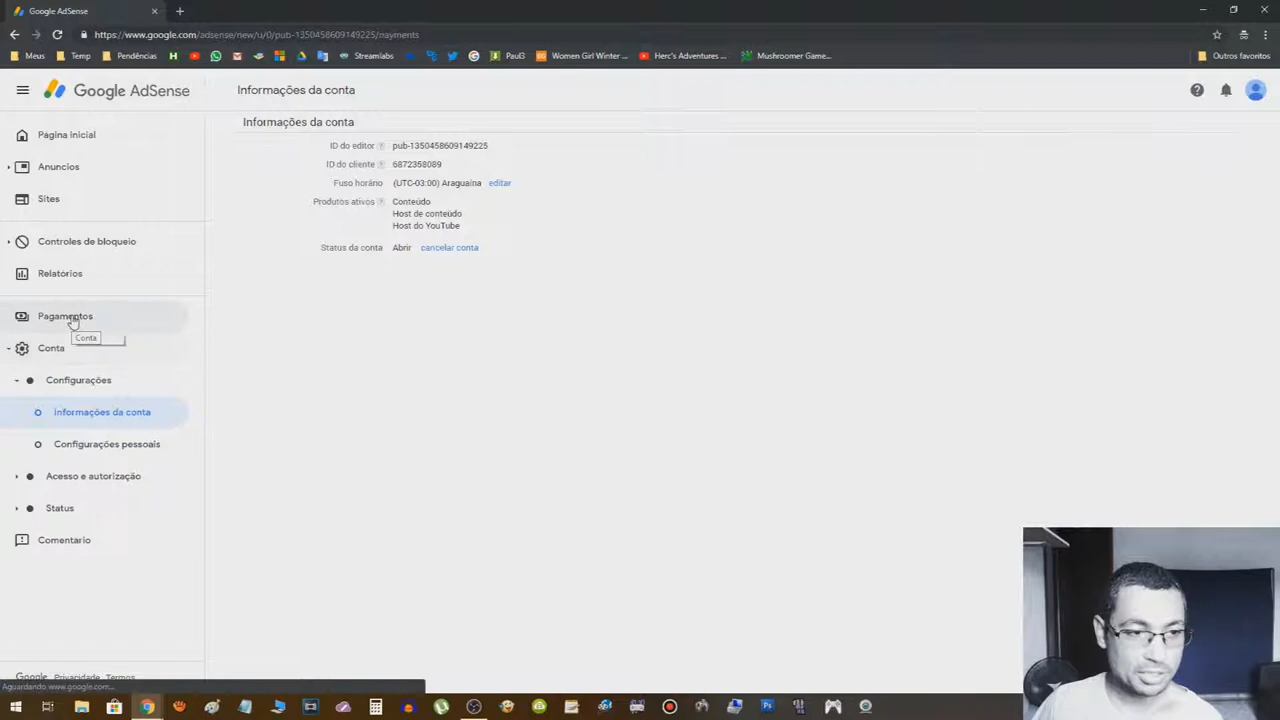 Google AdSense
https://www.google.com/adsense/new/u/0/pub-1350458609149225/payments
Meus
Temp
Pendências
Streamlabs
Paul3
Women Girl Winter ...
Herc's Adventures ...
Mushroomer Game...
Outros favoritos
Google AdSense
Informações da conta
Página Inicial
Anuncios
Sites
Controles de bloqueio
Relatórios
Pagamentos
Conta
Conta
Configurações
Informações da conta
Configurações pessoais
Acesso e autorização
Status
Comentario
Google Privacidade Termos
Aguardando www.google.com...
Informações da conta
ID do editor ? pub-1350458609149225
ID do cliente ? 6872358089
Fuso horário (UTC-03:00) Araguaína editar
Produtos ativos ? Conteúdo
Host de conteúdo
Host do YouTube
Status da conta Abrir cancelar conta